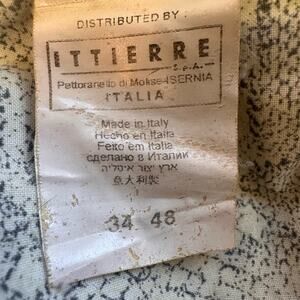 DISTRIBUTED BY
ITTIERRE
S.p.A.
Pettoranello di Molise-ISERNIA
ITALIA
Made in Italy
Hecho en Italia
Feito em Italia
сделано в Италии
ארץ יצור איטליה
意大利製
34 48